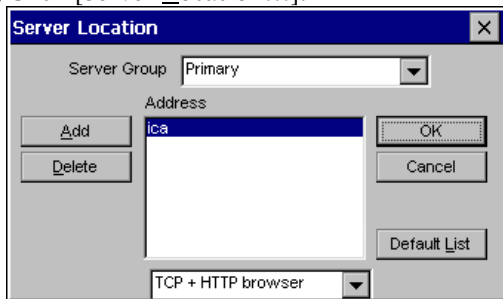 Server Location
Server Group Primary
Address
Add ica OK
Delete Cancel
Default List
TCP + HTTP browser